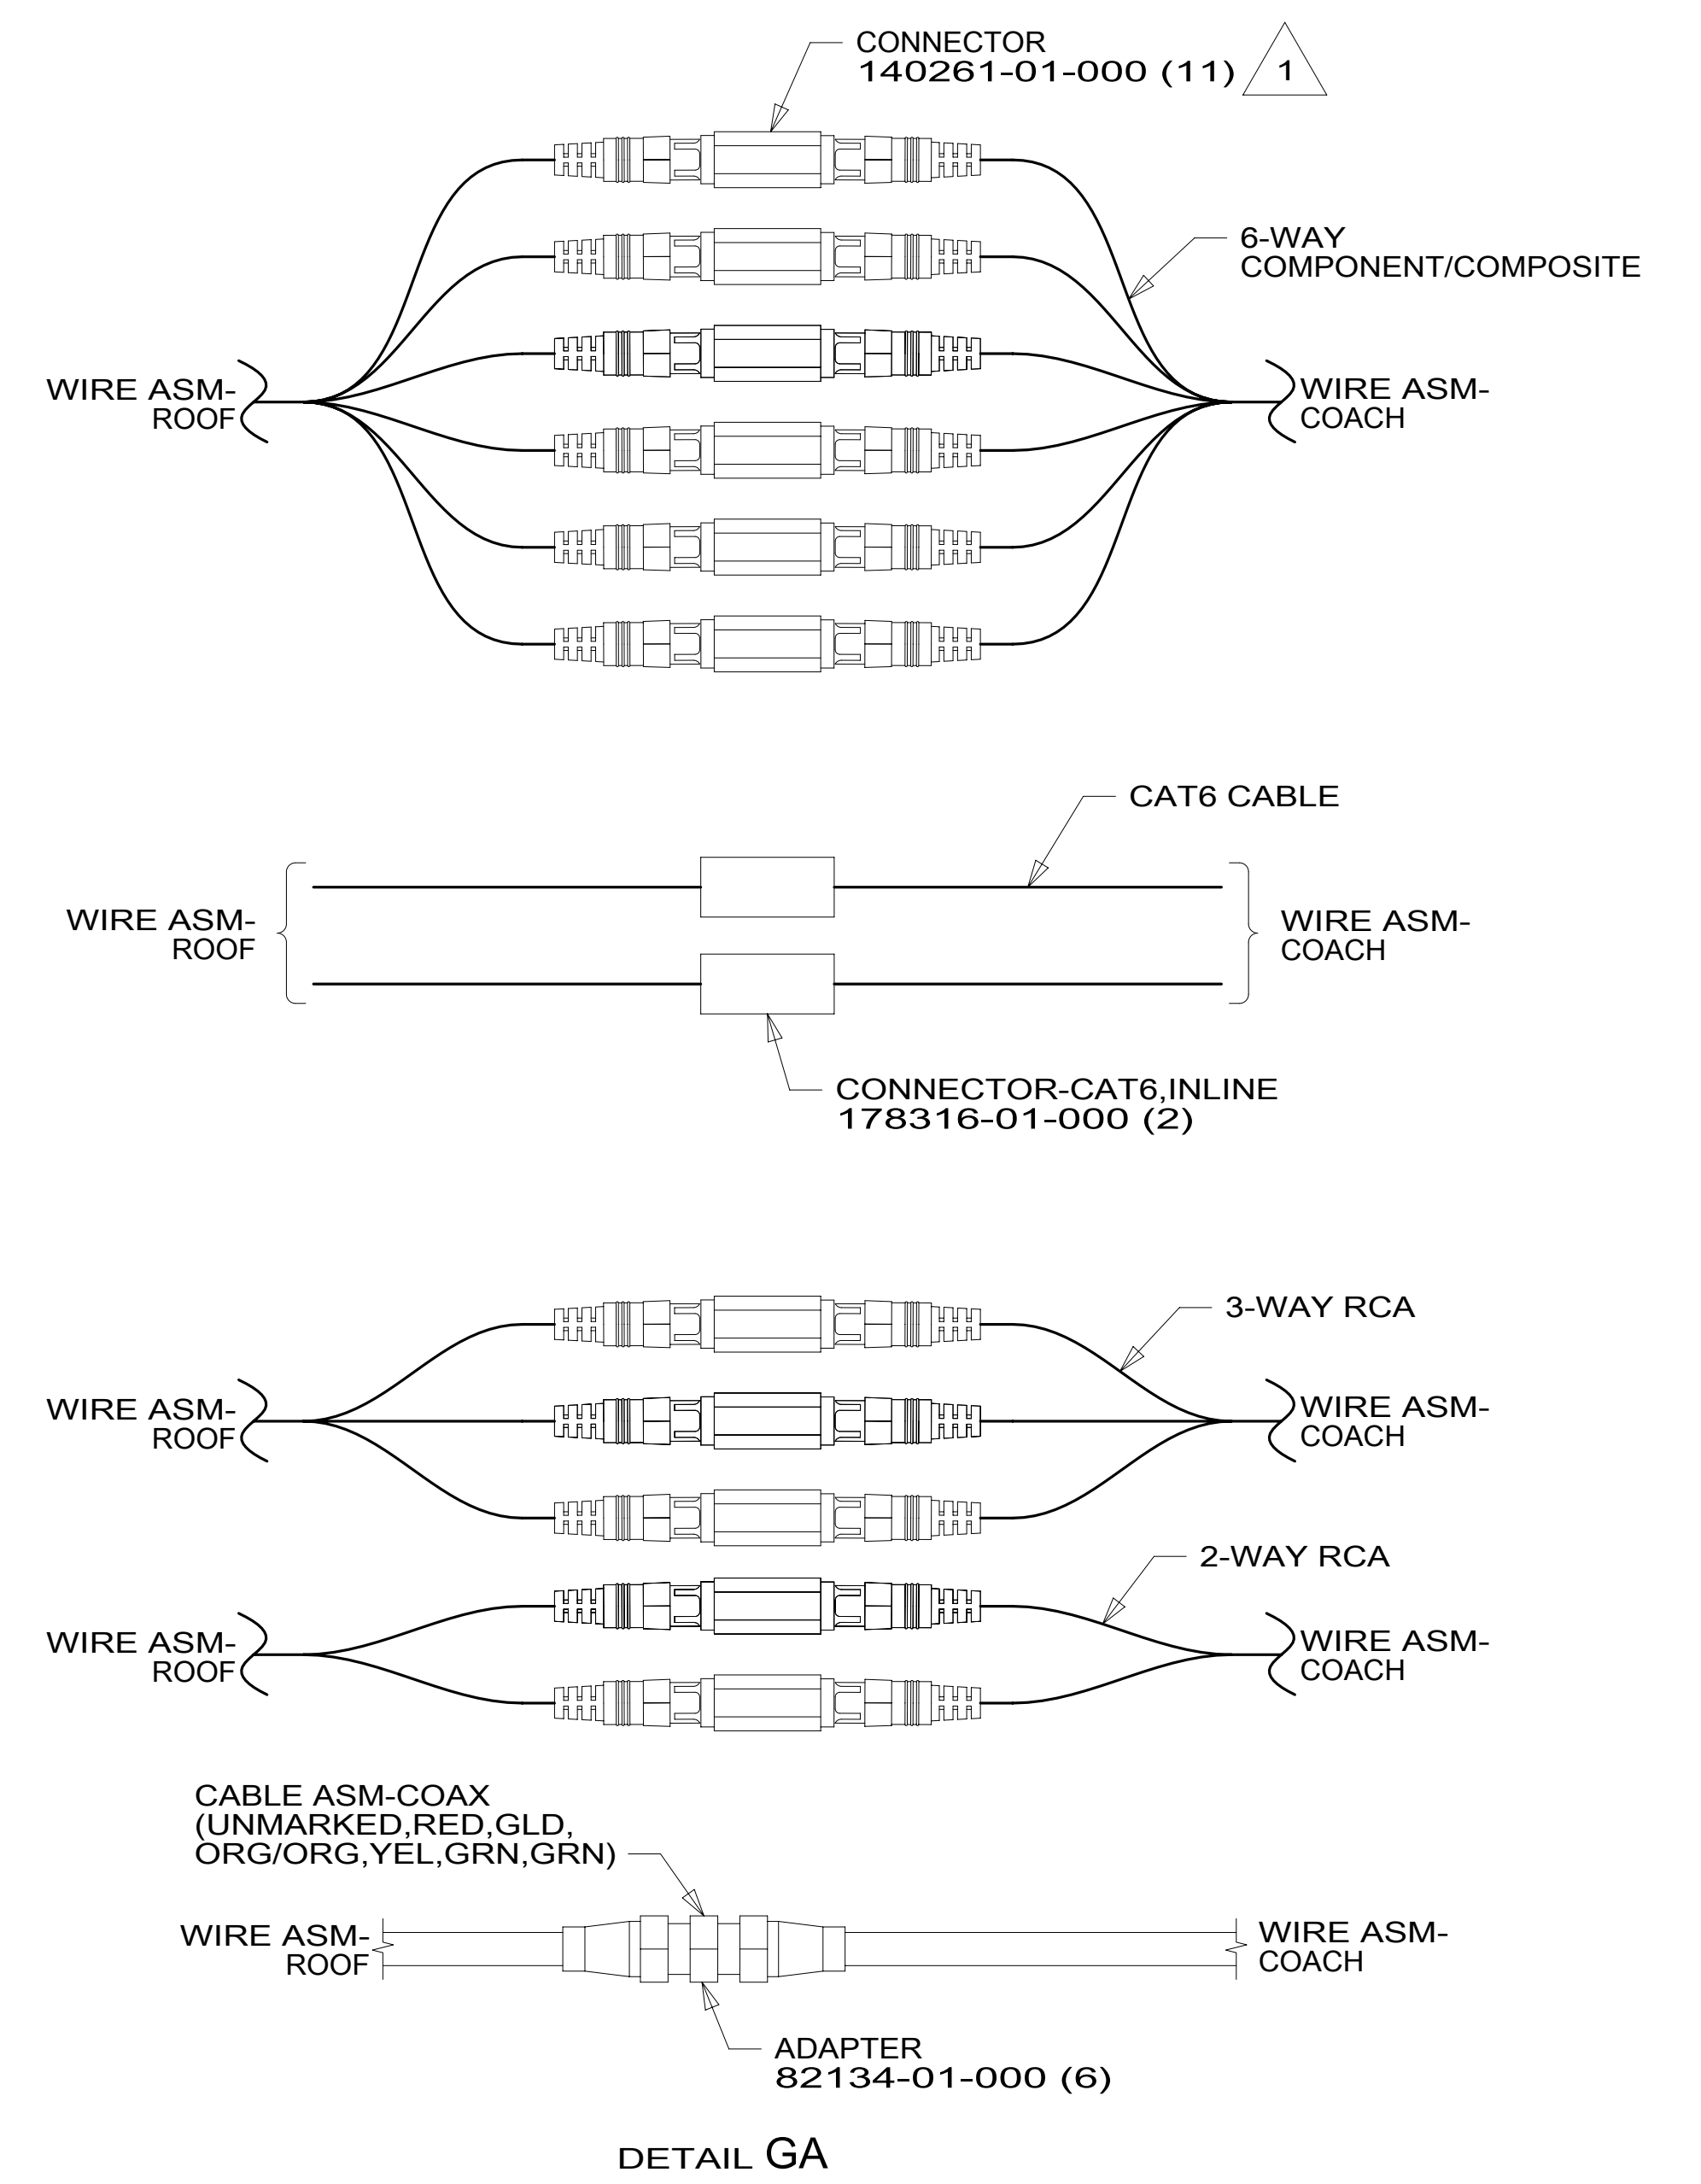 CONNECTOR
140261-01-000 (11)
1
6-WAY
COMPONENT/COMPOSITE
WIRE ASM-
ROOF
WIRE ASM-
COACH
CAT6 CABLE
WIRE ASM-
ROOF
WIRE ASM-
COACH
CONNECTOR-CAT6,INLINE
178316-01-000 (2)
3-WAY RCA
WIRE ASM-
ROOF
WIRE ASM-
COACH
2-WAY RCA
WIRE ASM-
ROOF
WIRE ASM-
COACH
CABLE ASM-COAX
(UNMARKED,RED,GLD,
ORG/ORG,YEL,GRN,GRN)
WIRE ASM-
ROOF
WIRE ASM-
COACH
ADAPTER
82134-01-000 (6)
DETAIL GA